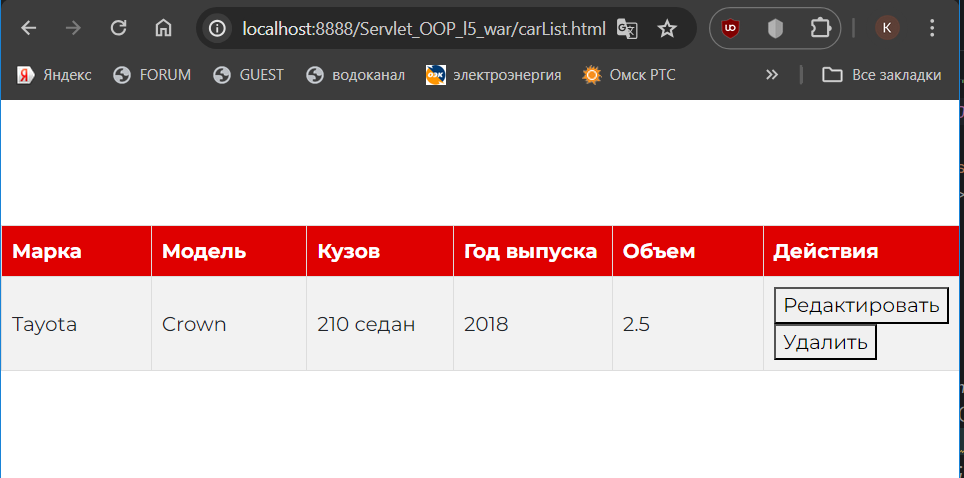 localhost:8888/Servlet_OOP_l5_war/carList.html
K
Яндекс FORUM GUEST водоканал ОЭК электроэнергия Омск РТС » Все закладки
Марка Модель Кузов Год выпуска Объем Действия
Tayota Crown 210 седан 2018 2.5 Редактировать
Удалить